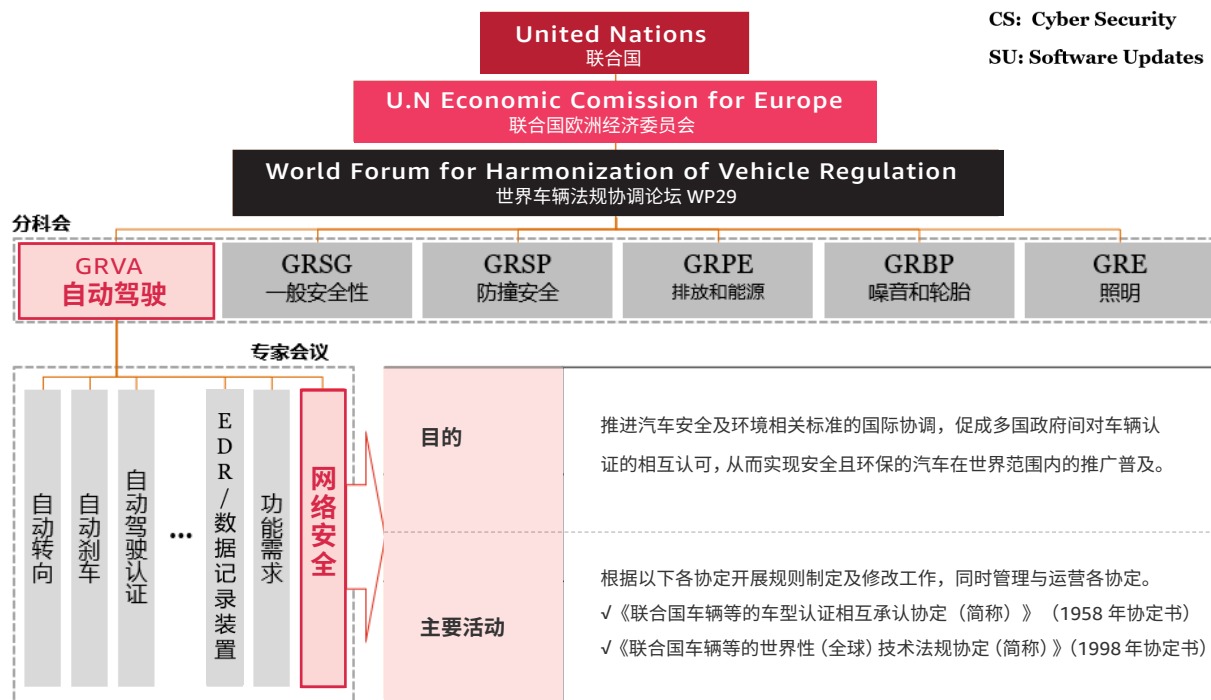 CS: Cyber Security
SU: Software Updates
United Nations
联合国
U.N Economic Comission for Europe
联合国欧洲经济委员会
World Forum for Harmonization of Vehicle Regulation
世界车辆法规协调论坛 WP29
分科会
GRVA
自动驾驶
GRSG
一般安全性
GRSP
防撞安全
GRPE
排放和能源
GRBP
噪音和轮胎
GRE
照明
专家会议
自动转向
自动刹车
自动驾驶认证
...
EDR/数据记录装置
功能需求
网络安全
目的
推进汽车安全及环境相关标准的国际协调，促成多国政府间对车辆认
证的相互认可，从而实现安全且环保的汽车在世界范围内的推广普及。
主要活动
根据以下各协定开展规则制定及修改工作，同时管理与运营各协定。
√《联合国车辆等的车型认证相互承认协定（简称）》（1958 年协定书）
√《联合国车辆等的世界性（全球）技术法规协定（简称）》（1998 年协定书）